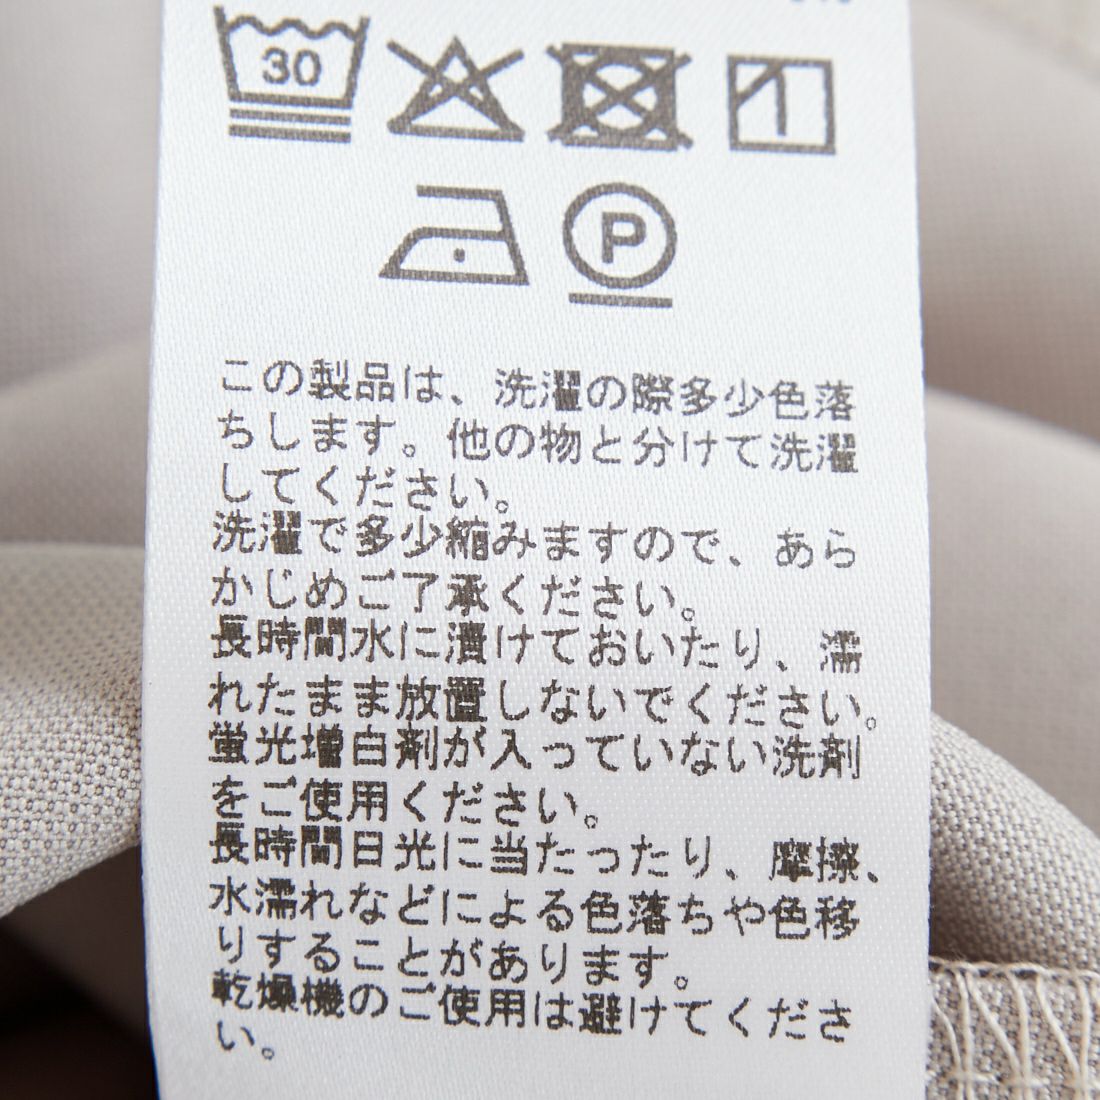 30
P
この製品は、洗濯の際多少色落
ちします。他の物と分けて洗濯
してください。
洗濯で多少縮みますので、あら
かじめご了承ください。
長時間水に漬けておいたり、濡
れたまま放置しないでください。
蛍光増白剤が入っていない洗剤
をご使用ください。
長時間日光に当たったり、摩擦、
水濡れなどによる色落ちや色移
りすることがあります。
乾燥機のご使用は避けてくださ
い。